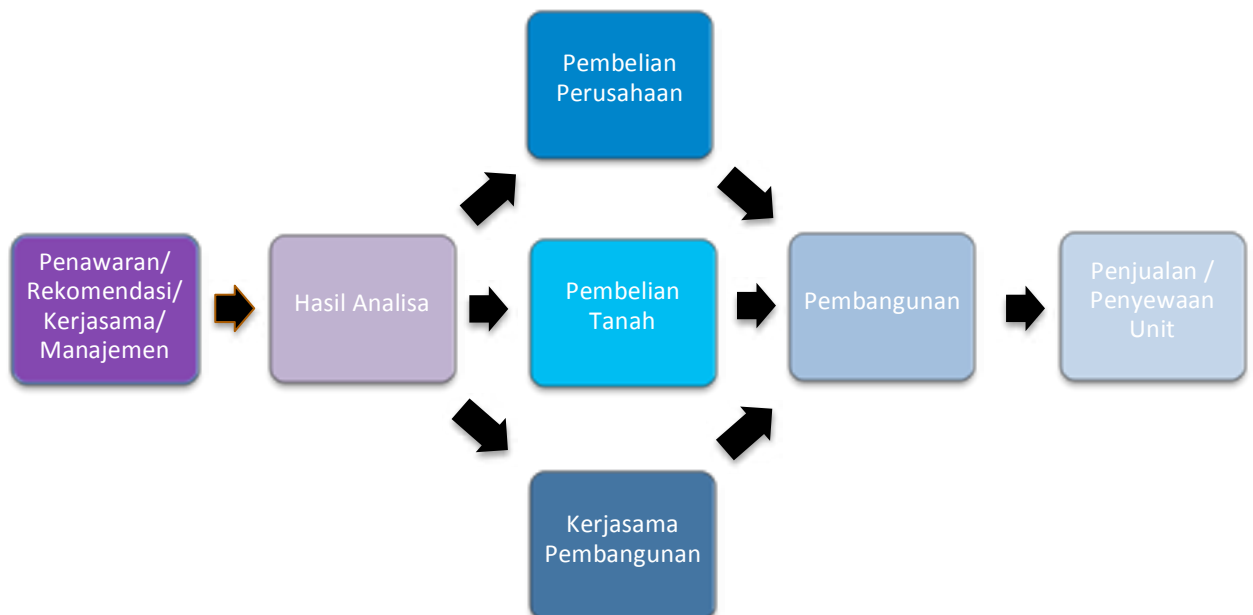 Pembelian
Perusahaan
Penawaran/
Rekomendasi/
Kerjasama/
Manajemen
Hasil Analisa
Pembelian
Tanah
Pembangunan
Penjualan /
Penyewaan
Unit
Kerjasama
Pembangunan